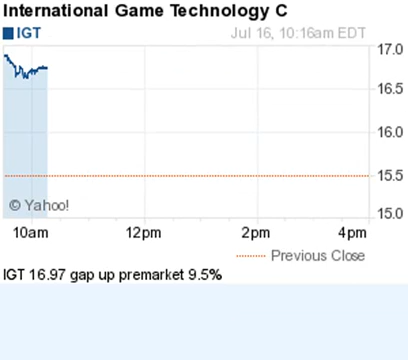 International Game Technology C
IGT Jul 16, 10:16am EDT
17.0
16.5
16.0
15.5
15.0
© Yahoo!
10am 12pm 2pm 4pm
Previous Close
IGT 16.97 gap up premarket 9.5%